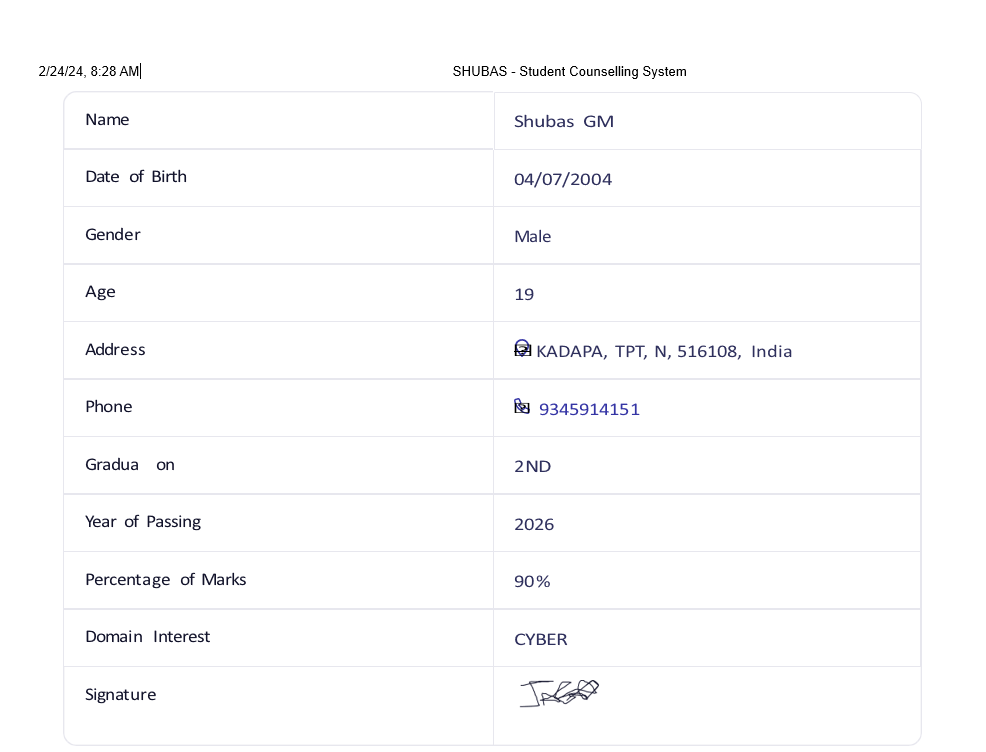 2/24/24, 8:28 AM SHUBAS - Student Counselling System
Name Shubas GM
Date of Birth 04/07/2004
Gender Male
Age 19
Address KADAPA, TPT, N, 516108, India
Phone 9345914151
Gradua on 2ND
Year of Passing 2026
Percentage of Marks 90%
Domain Interest CYBER
Signature